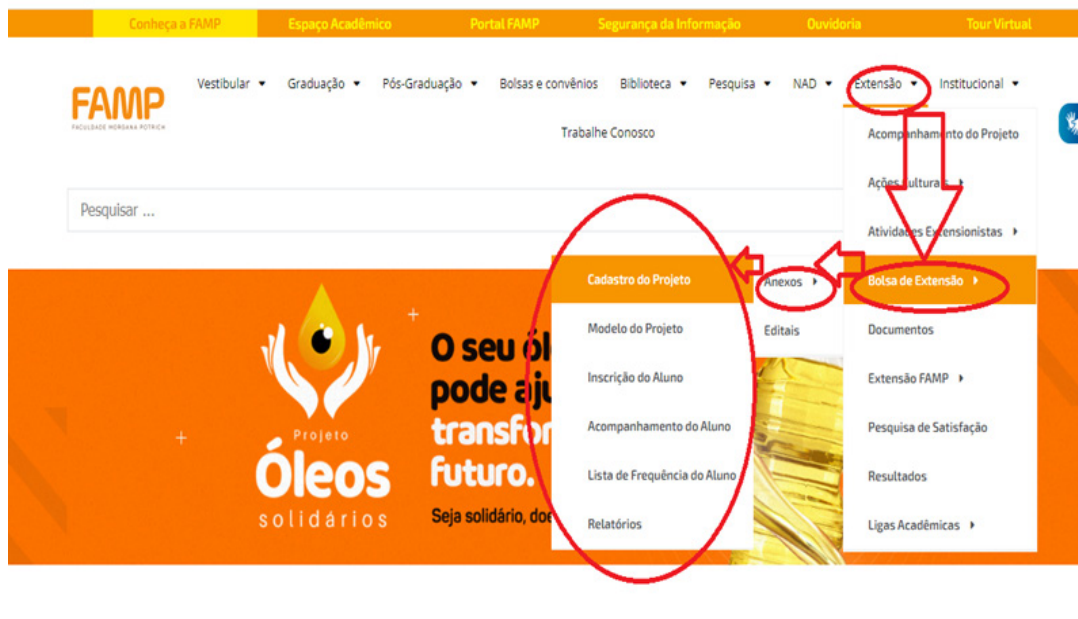 Conheça a FAMP Espaço Acadêmico Portal FAMP Segurança da Informação Ouvidoria Tour Virtual
FAMP
FACULDADE MORGANA POTRICH
Vestibular Graduação Pós-Graduação Bolsas e convênios Biblioteca Pesquisa NAD Extensão Institucional
Trabalhe Conosco
Pesquisar ...
Acompanhamento do Projeto
Ações Culturais
Atividades Extensionistas
Bolsa de Extensão
Documentos
Extensão FAMP
Pesquisa de Satisfação
Resultados
Ligas Acadêmicas
Anexos
Editais
Cadastro do Projeto
Modelo do Projeto
Inscrição do Aluno
Acompanhamento do Aluno
Lista de Frequência do Aluno
Relatórios
Projeto
Óleos
solidários
O seu
pode
futuro.
Seja solidário,